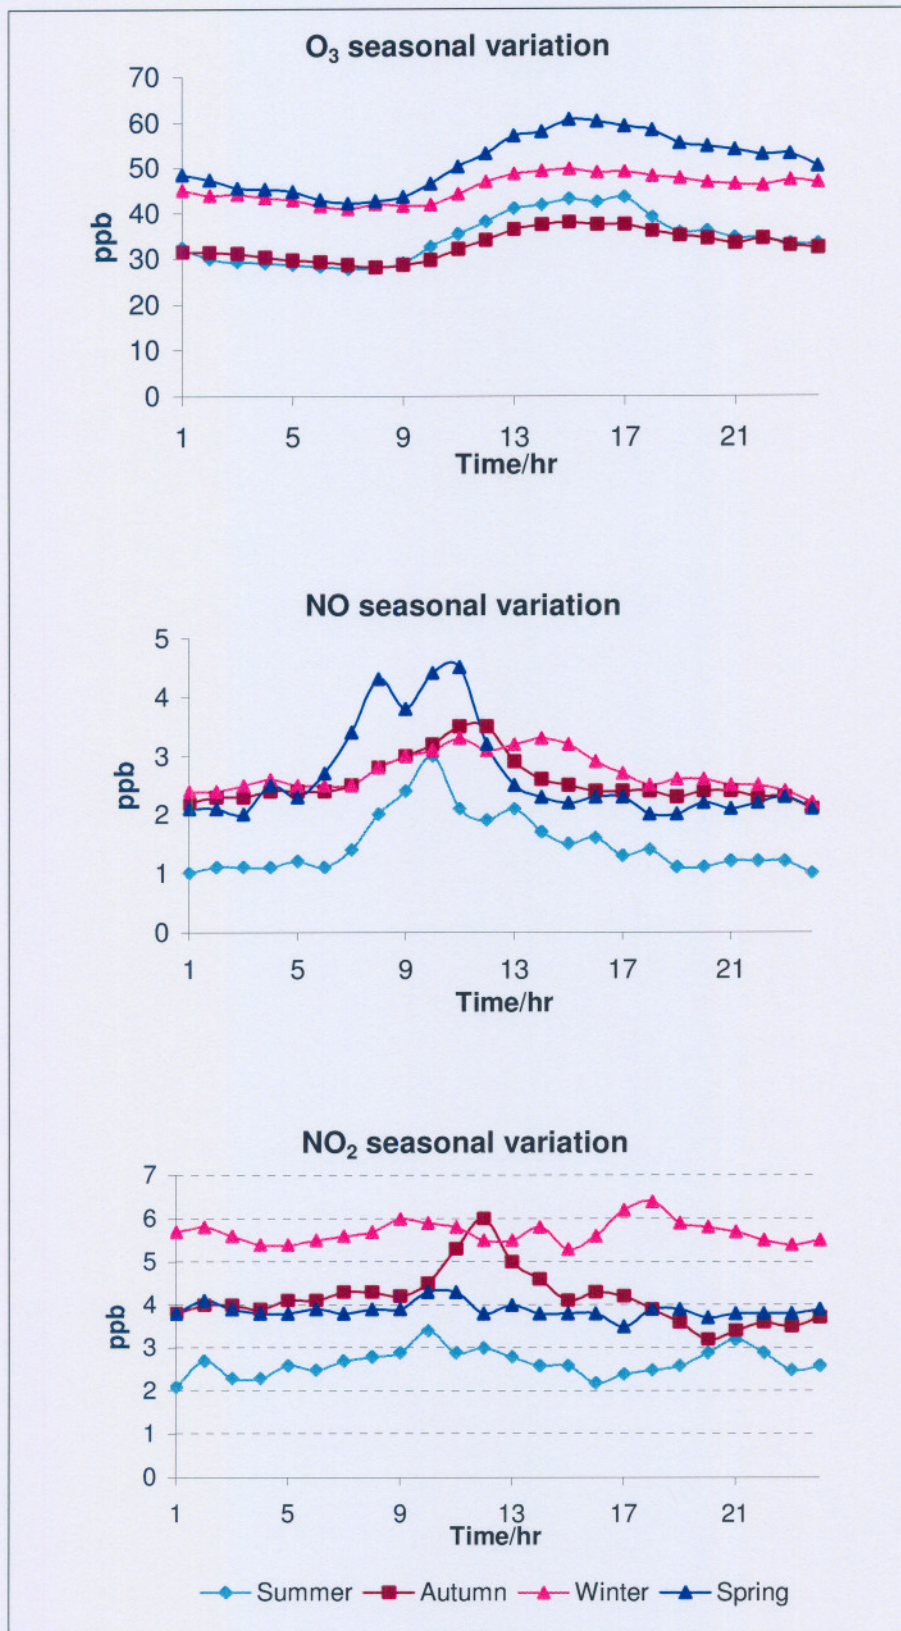 O₃ seasonal variation
70
60
50
40
30
20
10
0
ppb
1 5 9 13 17 21
Time/hr
NO seasonal variation
5
4
3
2
1
0
ppb
1 5 9 13 17 21
Time/hr
NO₂ seasonal variation
7
6
5
4
3
2
1
0
ppb
1 5 9 13 17 21
Time/hr
Summer Autumn Winter Spring